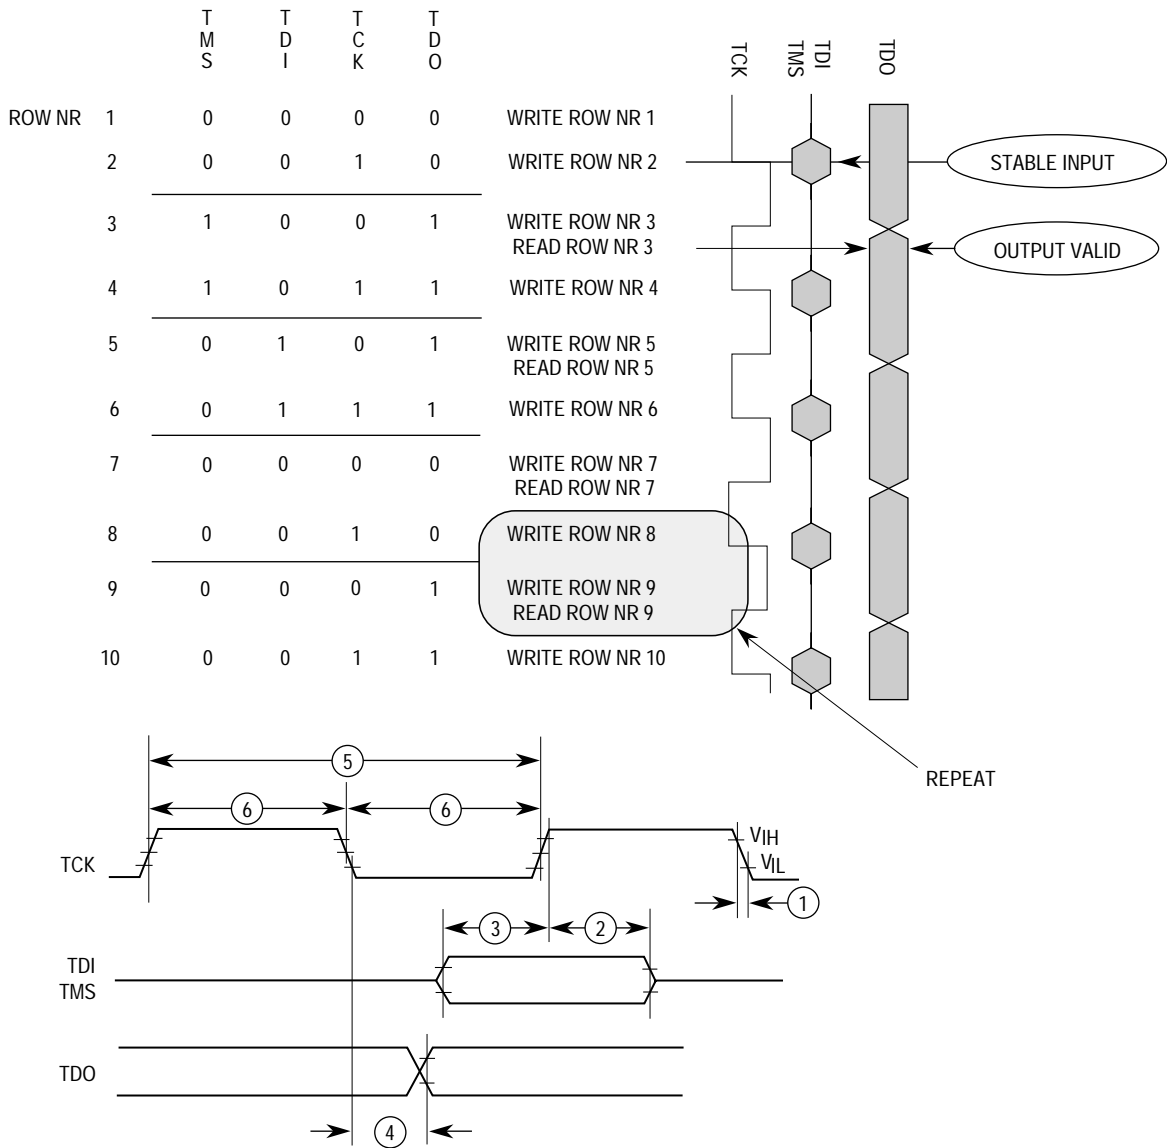 TMS TDI TCK TDO
TCK TMS TDI TDO
ROW NR 1 0 0 0 0 WRITE ROW NR 1
2 0 0 1 0 WRITE ROW NR 2
STABLE INPUT
3 1 0 0 1 WRITE ROW NR 3
READ ROW NR 3
OUTPUT VALID
4 1 0 1 1 WRITE ROW NR 4
5 0 1 0 1 WRITE ROW NR 5
READ ROW NR 5
6 0 1 1 1 WRITE ROW NR 6
7 0 0 0 0 WRITE ROW NR 7
READ ROW NR 7
8 0 0 1 0 WRITE ROW NR 8
9 0 0 0 1 WRITE ROW NR 9
READ ROW NR 9
10 0 0 1 1 WRITE ROW NR 10
REPEAT
5
6 6
TCK
VIH
VIL
1
3 2
TDI
TMS
TDO
4